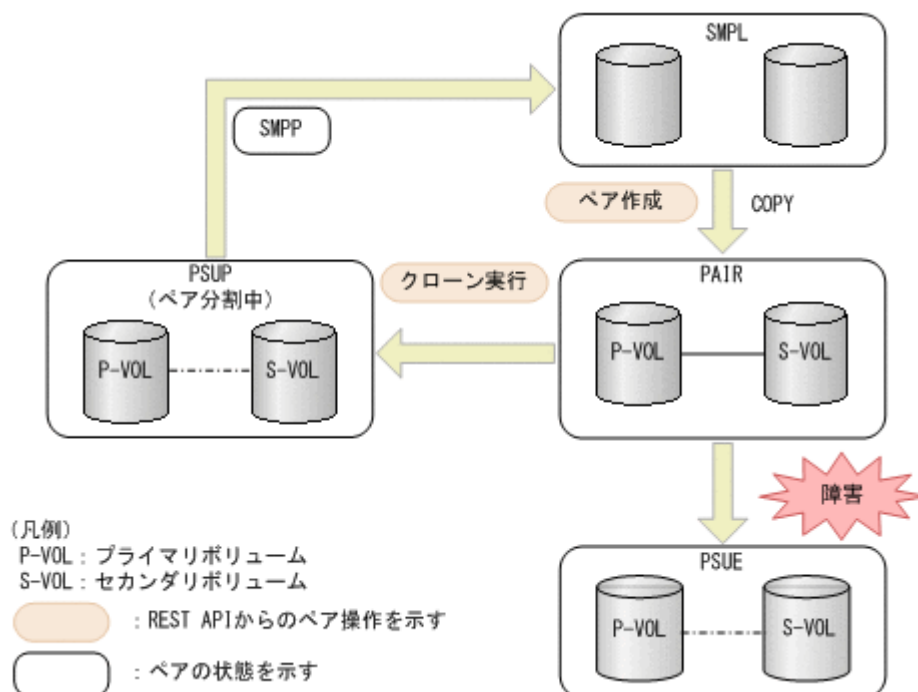 SMPL
SMPP
ペア作成
COPY
PSUP
(ペア分割中)
P-VOL
S-VOL
クローン実行
PAIR
P-VOL
S-VOL
障害
PSUE
P-VOL
S-VOL
(凡例)
P-VOL:プライマリボリューム
S-VOL:セカンダリボリューム
:REST APIからのペア操作を示す
:ペアの状態を示す